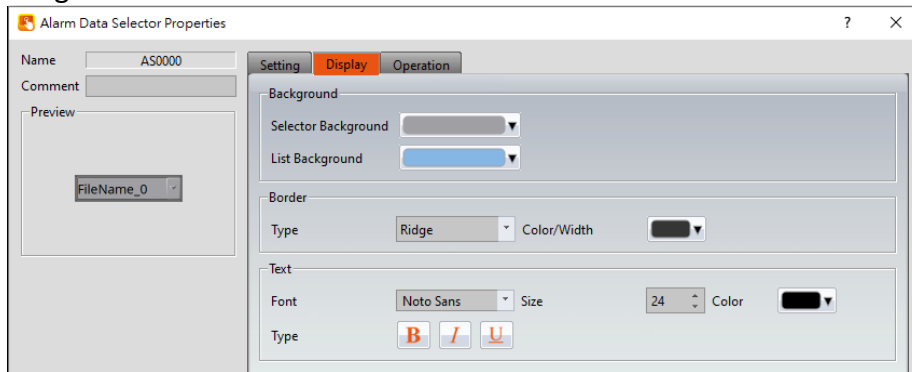 Alarm Data Selector Properties
Name AS0000
Comment
Preview
FileName_0
Setting Display Operation
Background
Selector Background
List Background
Border
Type Ridge Color/Width
Text
Font Noto Sans Size 24 Color
Type B I U